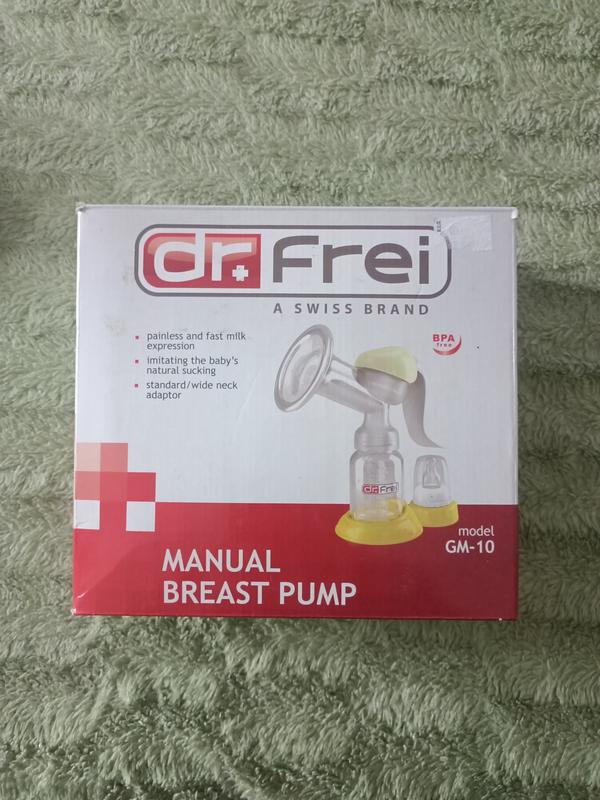 dr.Frei
A SWISS BRAND
painless and fast milk
expression
imitating the baby's
natural sucking
standard/wide neck
adaptor
BPA
free
dr.Frei
model
GM-10
MANUAL
BREAST PUMP